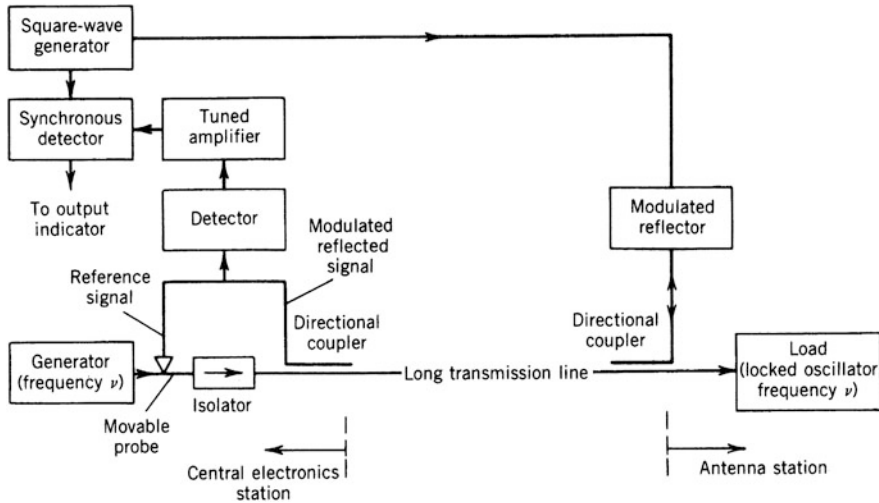 Square-wave
generator
Synchronous
detector
Tuned
amplifier
To output
indicator
Detector
Modulated
reflected
signal
Modulated
reflector
Reference
signal
Directional
coupler
Directional
coupler
Generator
(frequency ν)
Isolator
Long transmission line
Load
(locked oscillator
frequency ν)
Movable
probe
Central electronics
station
Antenna station